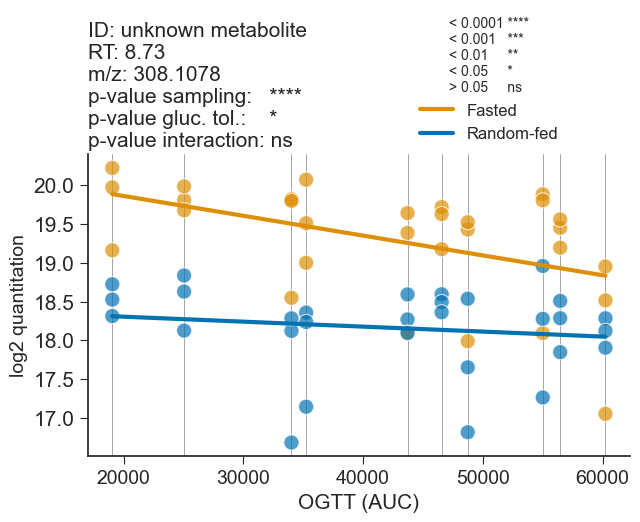 ID: unknown metabolite
RT: 8.73
m/z: 308.1078
p-value sampling: ****
p-value gluc. tol.: *
p-value interaction: ns
< 0.0001 ****
< 0.001 ***
< 0.01 **
< 0.05 *
> 0.05 ns
Fasted
Random-fed
log2 quantitation
20.0
19.5
19.0
18.5
18.0
17.5
17.0
20000 30000 40000 50000 60000
OGTT (AUC)